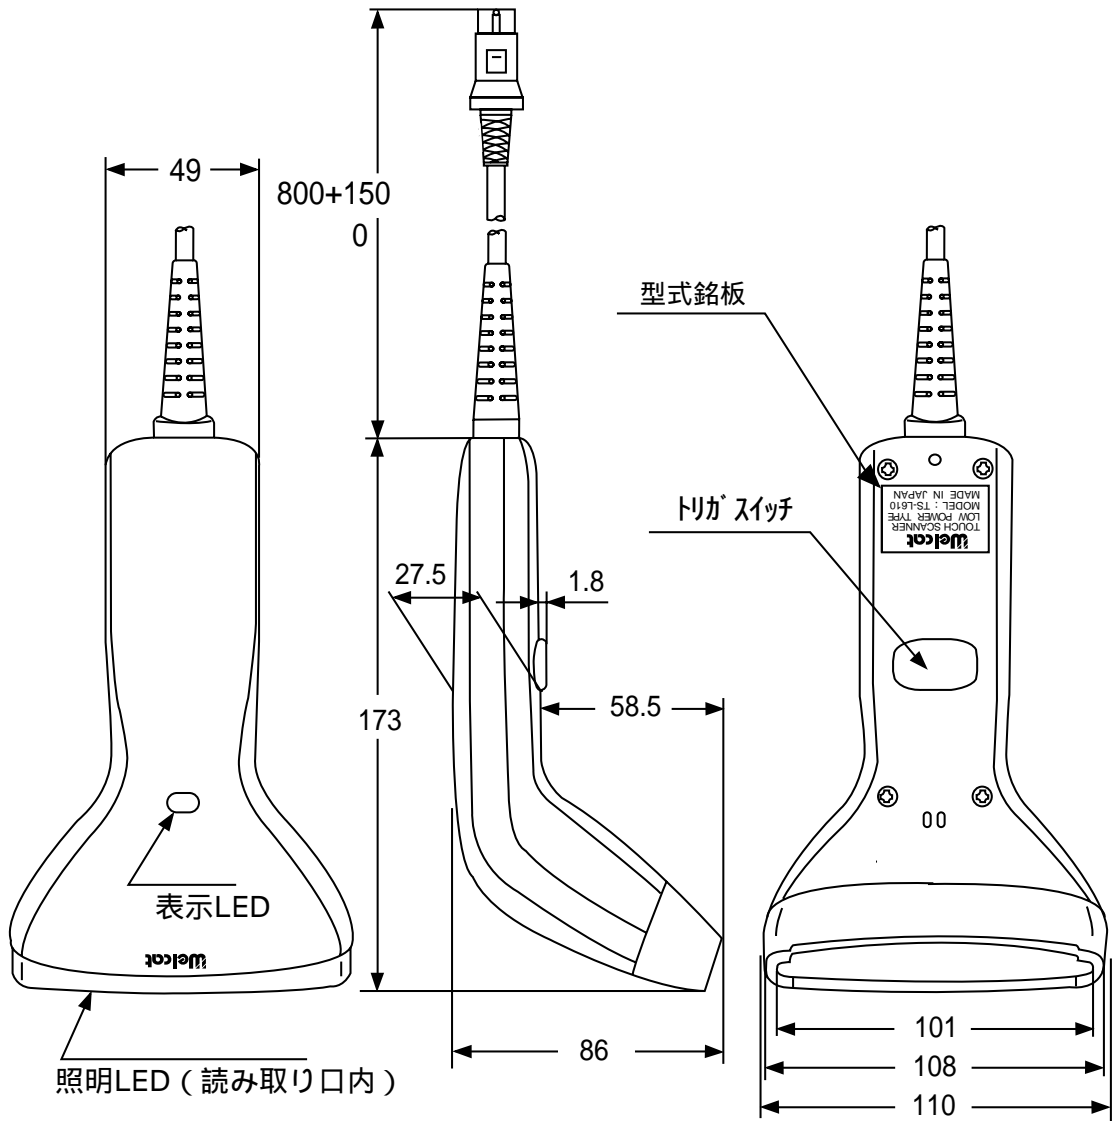 49
800+150
0
型式銘板
MADE IN JAPAN
MODEL : TS-L610
LOW POWER TYPE
TOUCH SCANNER
Welcat
トリガスイッチ
27.5
1.8
58.5
173
表示LED
Welcat
照明LED（読み取り口内）
86
101
108
110